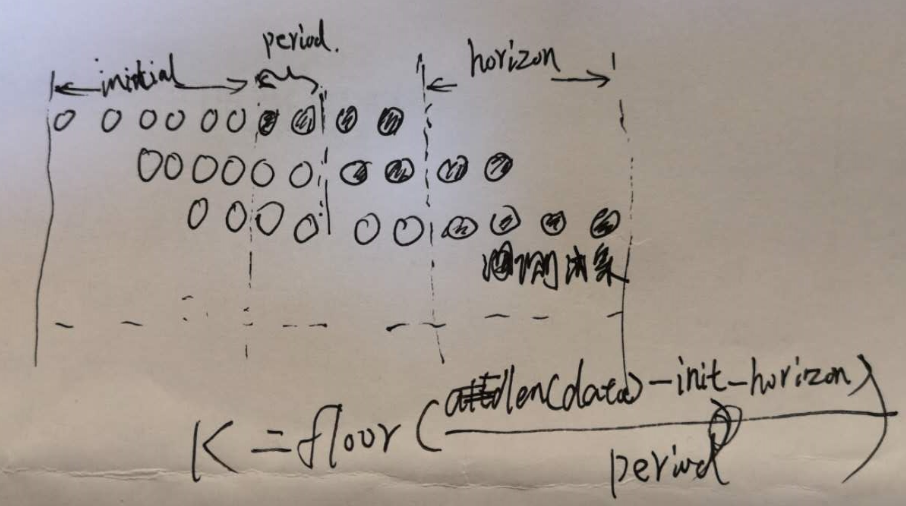 initial period. horizon
K = floor( len(data)-init-horizon / period )